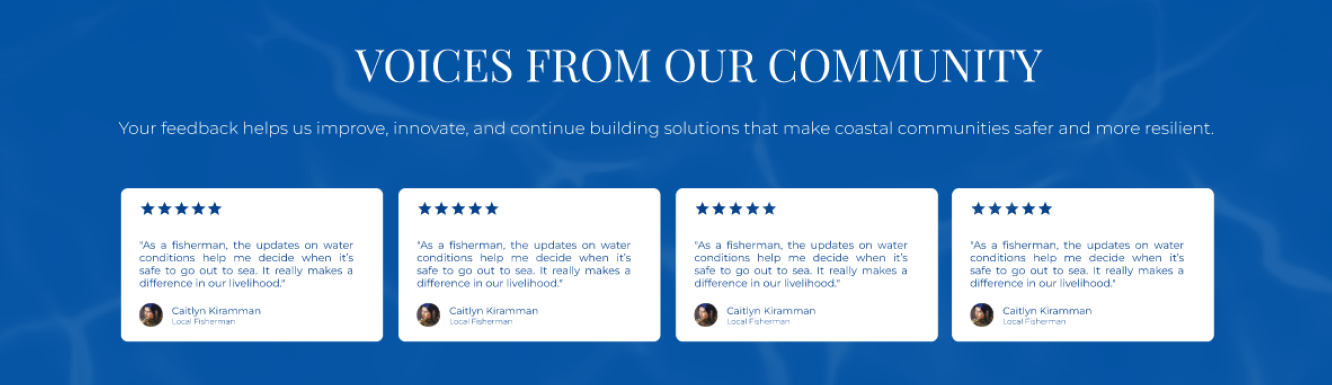 VOICES FROM OUR COMMUNITY
Your feedback helps us improve, innovate, and continue building solutions that make coastal communities safer and more resilient.
"As a fisherman, the updates on water
conditions help me decide when it's
safe to go out to sea. It really makes a
difference in our livelihood."
Caitlyn Kiramman
Local Fisherman
"As a fisherman, the updates on water
conditions help me decide when it's
safe to go out to sea. It really makes a
difference in our livelihood."
Caitlyn Kiramman
Local Fisherman
"As a fisherman, the updates on water
conditions help me decide when it's
safe to go out to sea. It really makes a
difference in our livelihood."
Caitlyn Kiramman
Local Fisherman
"As a fisherman, the updates on water
conditions help me decide when it's
safe to go out to sea. It really makes a
difference in our livelihood."
Caitlyn Kiramman
Local Fisherman